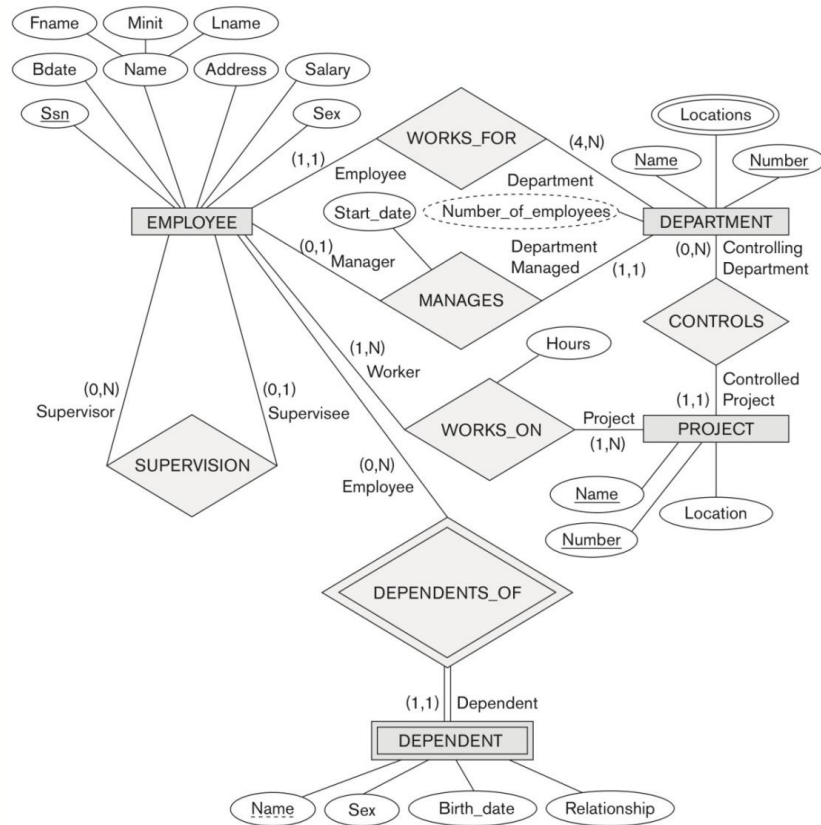 Fname
Minit
Lname
Bdate
Name
Address
Salary
Ssn
Sex
WORKS_FOR
(1,1)
Employee
(4,N)
Department
Locations
Name
Number
EMPLOYEE
Start_date
Number_of_employees
DEPARTMENT
(0,1)
Manager
MANAGES
Department
Managed
(1,1)
(0,N)
Controlling
Department
CONTROLS
Hours
(1,N)
Worker
WORKS_ON
Project
(1,N)
Controlled
Project
(1,1)
PROJECT
(0,N)
Supervisor
(0,1)
Supervisee
SUPERVISION
(0,N)
Employee
Name
Number
Location
DEPENDENTS_OF
(1,1)
Dependent
DEPENDENT
Name
Sex
Birth_date
Relationship